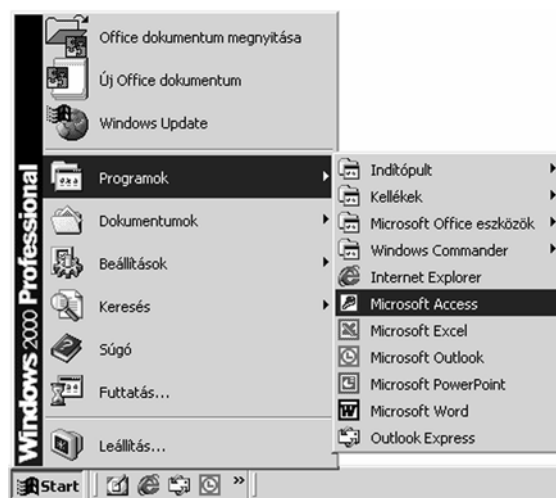 Office dokumentum megnyitása
Új Office dokumentum
Windows Update
Programok
Dokumentumok
Beállítások
Keresés
Súgó
Futtatás...
Leállítás...
Windows 2000 Professional
Indítópult
Kellékek
Microsoft Office eszközök
Windows Commander
Internet Explorer
Microsoft Access
Microsoft Excel
Microsoft Outlook
Microsoft PowerPoint
Microsoft Word
Outlook Express
Start